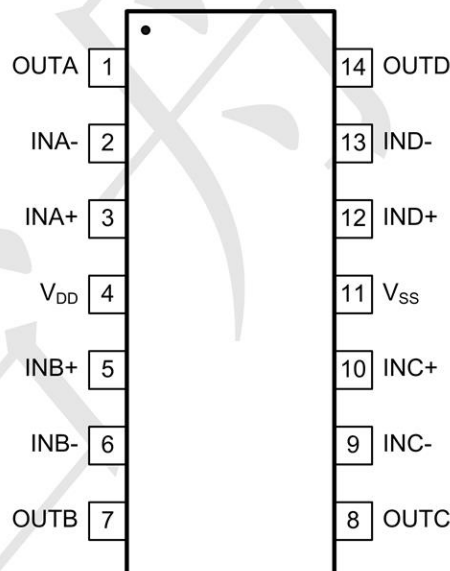 OUTA 1 14 OUTD
INA- 2 13 IND-
INA+ 3 12 IND+
VDD 4 11 VSS
INB+ 5 10 INC+
INB- 6 9 INC-
OUTB 7 8 OUTC